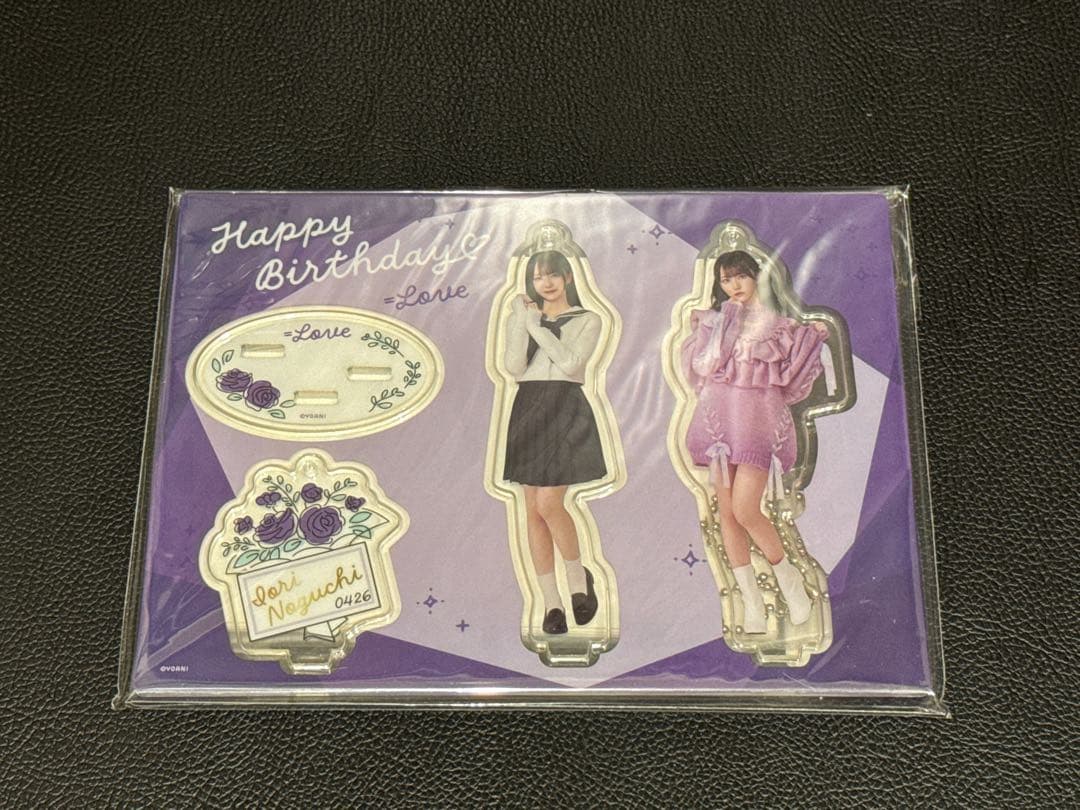 Happy
Birthday
=Love
=Love
©YOANI
Iori
Noguchi
0426
©YOANI